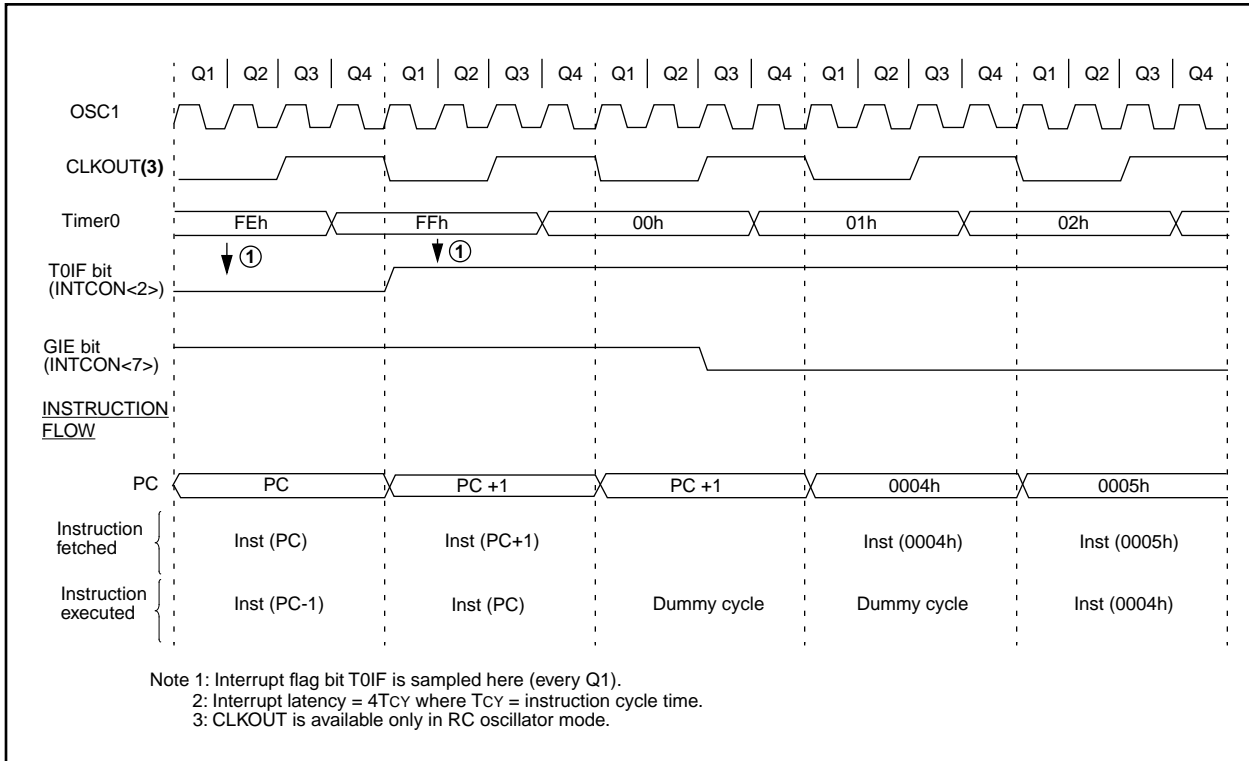 Q1 Q2 Q3 Q4 Q1 Q2 Q3 Q4 Q1 Q2 Q3 Q4 Q1 Q2 Q3 Q4 Q1 Q2 Q3 Q4
OSC1
CLKOUT(3)
Timer0 FEh FFh 00h 01h 02h
1 1
T0IF bit
(INTCON<2>)
GIE bit
(INTCON<7>)
INSTRUCTION
FLOW
PC PC PC +1 PC +1 0004h 0005h
Instruction
fetched
Inst (PC) Inst (PC+1) Inst (0004h) Inst (0005h)
Instruction
executed
Inst (PC-1) Inst (PC) Dummy cycle Dummy cycle Inst (0004h)
Note 1: Interrupt flag bit T0IF is sampled here (every Q1).
2: Interrupt latency = 4TCY where TCY = instruction cycle time.
3: CLKOUT is available only in RC oscillator mode.